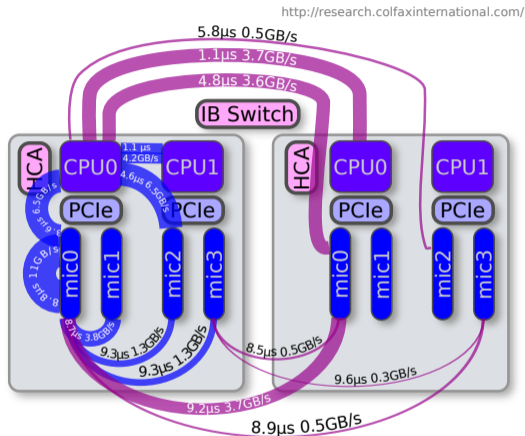 http://research.colfaxinternational.com/
5.8µs 0.5GB/s
1.1µs 3.7GB/s
4.8µs 3.6GB/s
IB Switch
HCA
CPU0
1.1 µs
4.2GB/s
CPU1
HCA
CPU0
CPU1
4.6µs 6.5GB/s
6.5GB/s
PCIe
PCIe
PCIe
PCIe
mic0
mic1
mic2
mic3
mic0
mic1
mic2
mic3
11GB/s
8.7µs 3.8GB/s
9.3µs 1.3GB/s
9.3µs 1.3GB/s
8.5µs 0.5GB/s
9.6µs 0.3GB/s
9.2µs 3.7GB/s
8.9µs 0.5GB/s